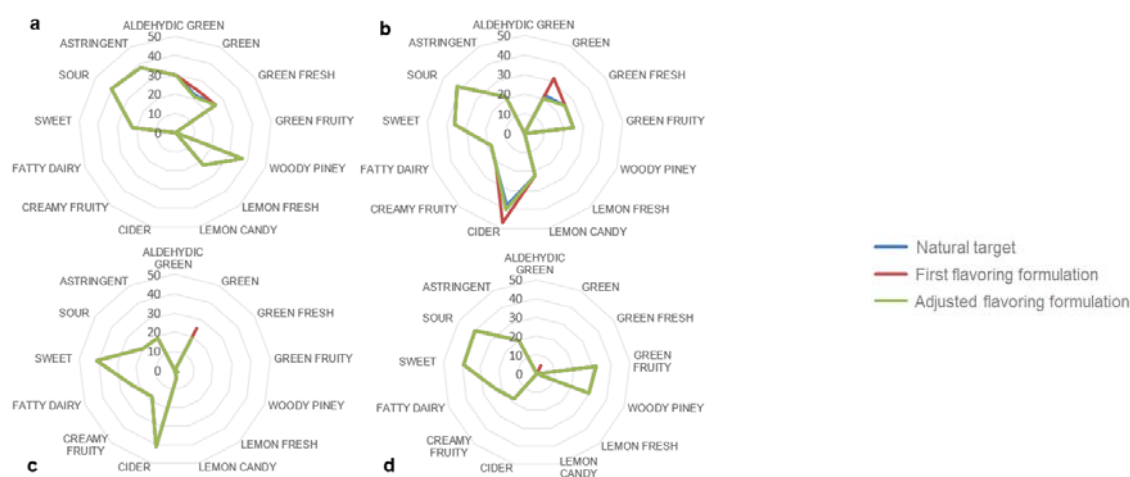 a
ALDEHYDIC GREEN
50
40
30
20
10
0
GREEN
GREEN FRESH
GREEN FRUITY
WOODY PINEY
LEMON FRESH
LEMON CANDY
CIDER
CREAMY FRUITY
FATTY DAIRY
SWEET
SOUR
ASTRINGENT
b
ALDEHYDIC GREEN
50
40
30
20
10
0
GREEN
GREEN FRESH
GREEN FRUITY
WOODY PINEY
LEMON FRESH
LEMON CANDY
CIDER
CREAMY FRUITY
FATTY DAIRY
SWEET
SOUR
ASTRINGENT
c
ALDEHYDIC
GREEN
50
40
30
20
10
0
GREEN
GREEN FRESH
GREEN FRUITY
WOODY PINEY
LEMON FRESH
LEMON CANDY
CIDER
CREAMY
FRUITY
FATTY DAIRY
SWEET
SOUR
ASTRINGENT
d
ALDEHYDIC
GREEN
50
40
30
20
10
0
GREEN
GREEN FRESH
GREEN
FRUITY
WOODY PINEY
LEMON FRESH
LEMON
CANDY
CIDER
CREAMY
FRUITY
FATTY DAIRY
SWEET
SOUR
ASTRINGENT
Natural target
First flavoring formulation
Adjusted flavoring formulation